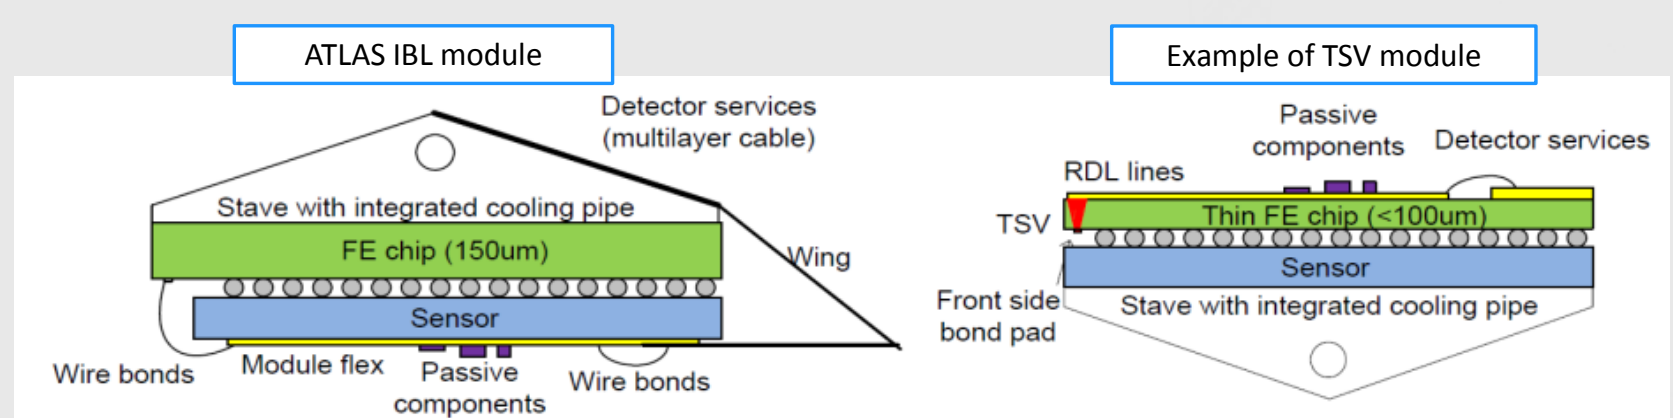 ATLAS IBL module
Detector services
(multilayer cable)
Stave with integrated cooling pipe
FE chip (150um)
Wing
Sensor
Wire bonds
Module flex
Passive
components
Wire bonds
Example of TSV module
Passive
components
Detector services
RDL lines
TSV
Thin FE chip (<100um)
Sensor
Front side
bond pad
Stave with integrated cooling pipe